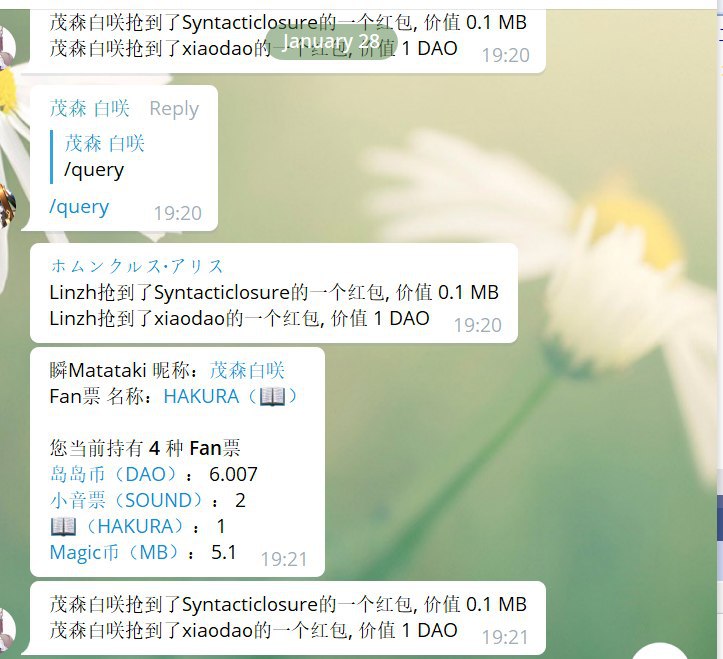 茂森白咲抢到了Syntacticlosure的一个红包, 价值 0.1 MB
茂森白咲抢到了xiaodao的一个红包, 价值 1 DAO
19:20
January 28
茂森 白咲 Reply
茂森 白咲
/query
/query
19:20
ホムンクルス·アリス
Linzh抢到了Syntacticlosure的一个红包, 价值 0.1 MB
Linzh抢到了xiaodao的一个红包, 价值 1 DAO
19:20
瞬Matataki 昵称：茂森白咲
Fan票 名称：HAKURA（📖）
您当前持有 4 种 Fan票
岛岛币（DAO）： 6.007
小音票（SOUND）： 2
📖（HAKURA）： 1
Magic币（MB）： 5.1
19:21
茂森白咲抢到了Syntacticlosure的一个红包, 价值 0.1 MB
茂森白咲抢到了xiaodao的一个红包, 价值 1 DAO
19:21